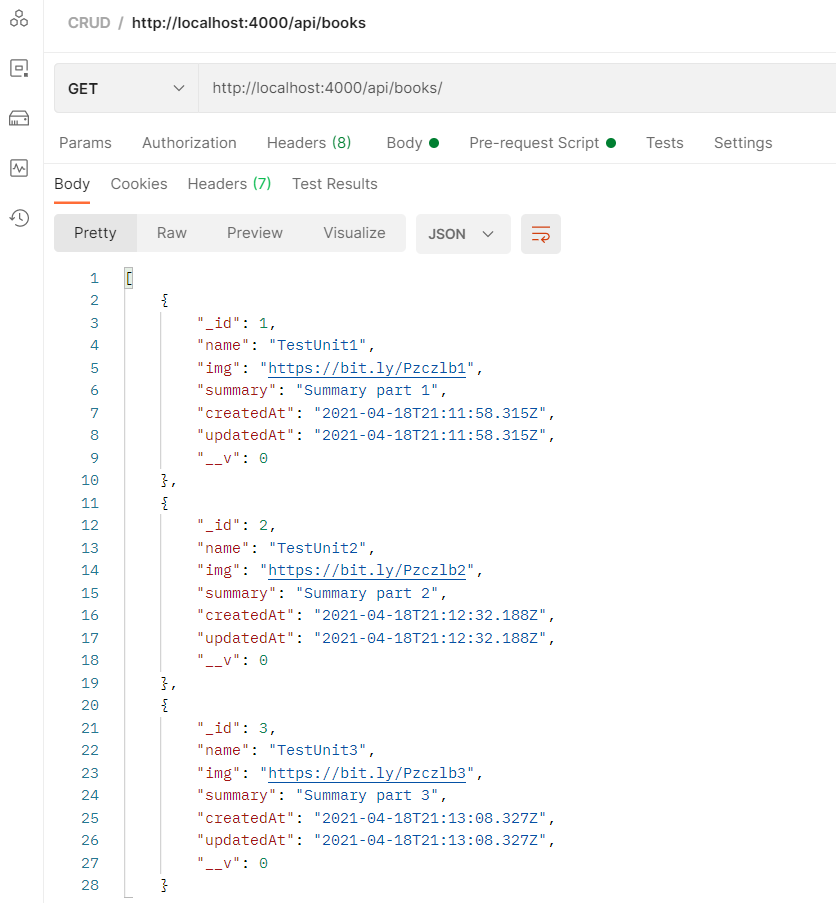 CRUD / http://localhost:4000/api/books
GET http://localhost:4000/api/books/
Params Authorization Headers (8) Body Pre-request Script Tests Settings
Body Cookies Headers (7) Test Results
Pretty Raw Preview Visualize JSON
1 [
2 {
3 "_id": 1,
4 "name": "TestUnit1",
5 "img": "https://bit.ly/Pzczlb1",
6 "summary": "Summary part 1",
7 "createdAt": "2021-04-18T21:11:58.315Z",
8 "updatedAt": "2021-04-18T21:11:58.315Z",
9 "__v": 0
10 },
11 {
12 "_id": 2,
13 "name": "TestUnit2",
14 "img": "https://bit.ly/Pzczlb2",
15 "summary": "Summary part 2",
16 "createdAt": "2021-04-18T21:12:32.188Z",
17 "updatedAt": "2021-04-18T21:12:32.188Z",
18 "__v": 0
19 },
20 {
21 "_id": 3,
22 "name": "TestUnit3",
23 "img": "https://bit.ly/Pzczlb3",
24 "summary": "Summary part 3",
25 "createdAt": "2021-04-18T21:13:08.327Z",
26 "updatedAt": "2021-04-18T21:13:08.327Z",
27 "__v": 0
28 }